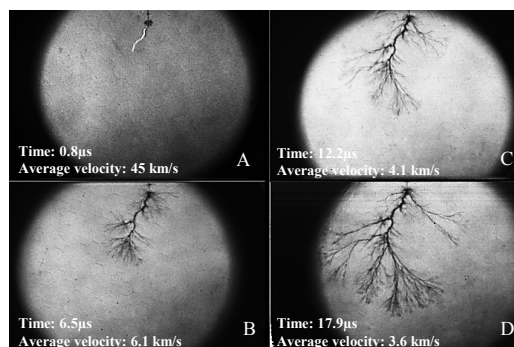 Time: 0.8µs
Average velocity: 45 km/s
A
Time: 12.2µs
Average velocity: 4.1 km/s
C
Time: 6.5µs
Average velocity: 6.1 km/s
B
Time: 17.9µs
Average velocity: 3.6 km/s
D